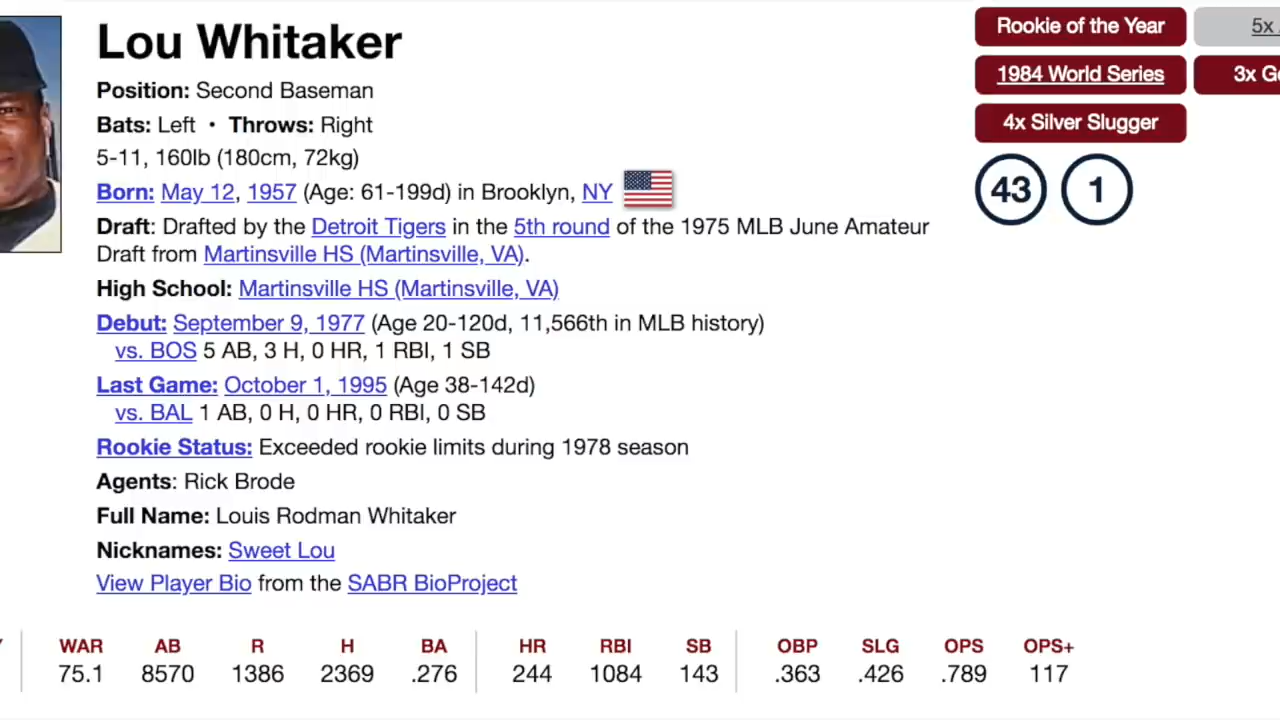 Lou Whitaker
Position: Second Baseman
Bats: Left • Throws: Right
5-11, 160lb (180cm, 72kg)
Born: May 12, 1957 (Age: 61-199d) in Brooklyn, NY
Draft: Drafted by the Detroit Tigers in the 5th round of the 1975 MLB June Amateur
Draft from Martinsville HS (Martinsville, VA).
High School: Martinsville HS (Martinsville, VA)
Debut: September 9, 1977 (Age 20-120d, 11,566th in MLB history)
vs. BOS 5 AB, 3 H, 0 HR, 1 RBI, 1 SB
Last Game: October 1, 1995 (Age 38-142d)
vs. BAL 1 AB, 0 H, 0 HR, 0 RBI, 0 SB
Rookie Status: Exceeded rookie limits during 1978 season
Agents: Rick Brode
Full Name: Louis Rodman Whitaker
Nicknames: Sweet Lou
View Player Bio from the SABR BioProject
Rookie of the Year 5x
1984 World Series 3x
4x Silver Slugger
43 1
WAR AB R H BA HR RBI SB OBP SLG OPS OPS+
75.1 8570 1386 2369 .276 244 1084 143 .363 .426 .789 117